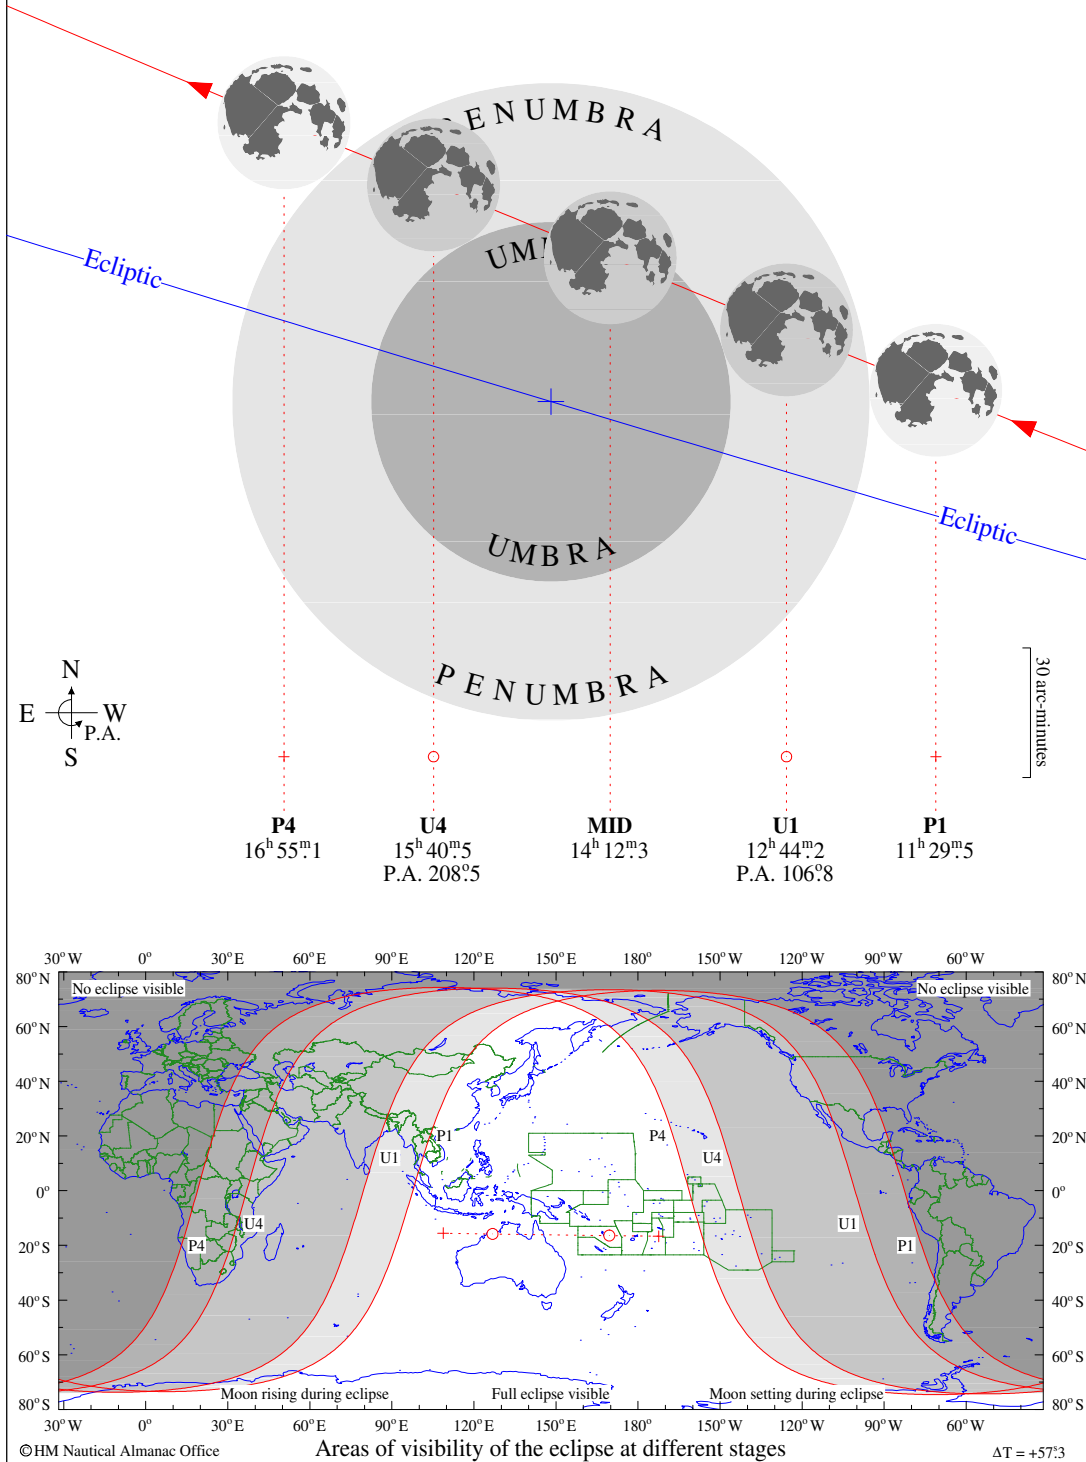 PENUMBRA
UMBRA
Ecliptic
UMBRA
Ecliptic
PENUMBRA
N
E W
P.A.
S
30 arc-minutes
P4 U4 MID U1 P1
16ʰ 55ᵐ.1 15ʰ 40ᵐ.5 14ʰ 12ᵐ.3 12ʰ 44ᵐ.2 11ʰ 29ᵐ.5
P.A. 208°.5 P.A. 106°.8
30° W 0° 30° E 60° E 90° E 120° E 150° E 180° 150° W 120° W 90° W 60° W
80° N No eclipse visible No eclipse visible 80° N
60° N 60° N
40° N 40° N
20° N P1 P4 20° N
U1 U4
0° 0°
U4 U1
P4 P1
20° S 20° S
40° S 40° S
60° S 60° S
Moon rising during eclipse Full eclipse visible Moon setting during eclipse
80° S 80° S
30° W 0° 30° E 60° E 90° E 120° E 150° E 180° 150° W 120° W 90° W 60° W
©HM Nautical Almanac Office Areas of visibility of the eclipse at different stages ΔT = +57ˢ.3